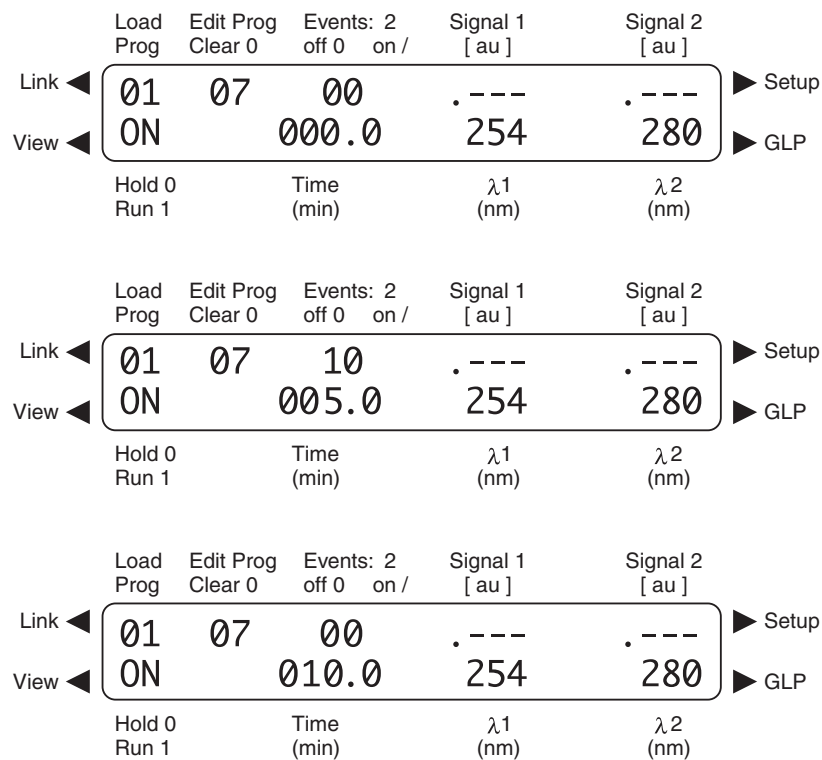 Load Edit Prog Events: 2 Signal 1 Signal 2
Prog Clear 0 off 0 on / [ au ] [ au ]
Link ◀ 01 07 00 .--- .--- ▶ Setup
View ◀ ON 000.0 254 280 ▶ GLP
Hold 0 Time λ1 λ2
Run 1 (min) (nm) (nm)
Load Edit Prog Events: 2 Signal 1 Signal 2
Prog Clear 0 off 0 on / [ au ] [ au ]
Link ◀ 01 07 10 .--- .--- ▶ Setup
View ◀ ON 005.0 254 280 ▶ GLP
Hold 0 Time λ1 λ2
Run 1 (min) (nm) (nm)
Load Edit Prog Events: 2 Signal 1 Signal 2
Prog Clear 0 off 0 on / [ au ] [ au ]
Link ◀ 01 07 00 .--- .--- ▶ Setup
View ◀ ON 010.0 254 280 ▶ GLP
Hold 0 Time λ1 λ2
Run 1 (min) (nm) (nm)